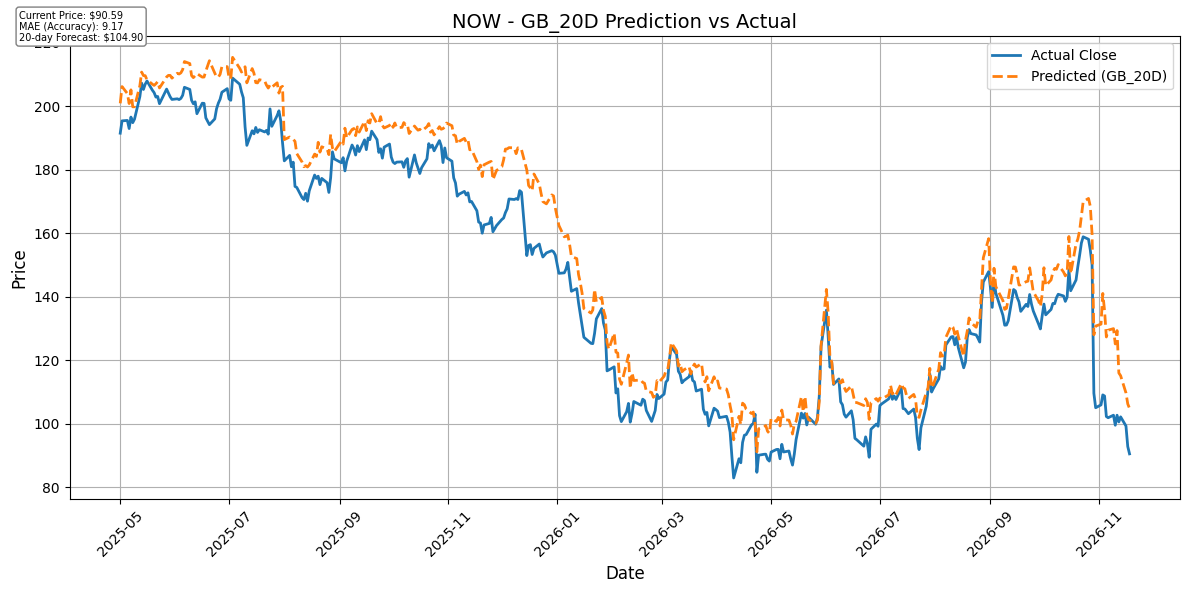 NOW - GB_20D Prediction vs Actual
Current Price: $90.59
MAE (Accuracy): 9.17
20-day Forecast: $104.90
Actual Close
Predicted (GB_20D)
Price
220
200
180
160
140
120
100
80
2025-05
2025-07
2025-09
2025-11
2026-01
2026-03
2026-05
2026-07
2026-09
2026-11
Date